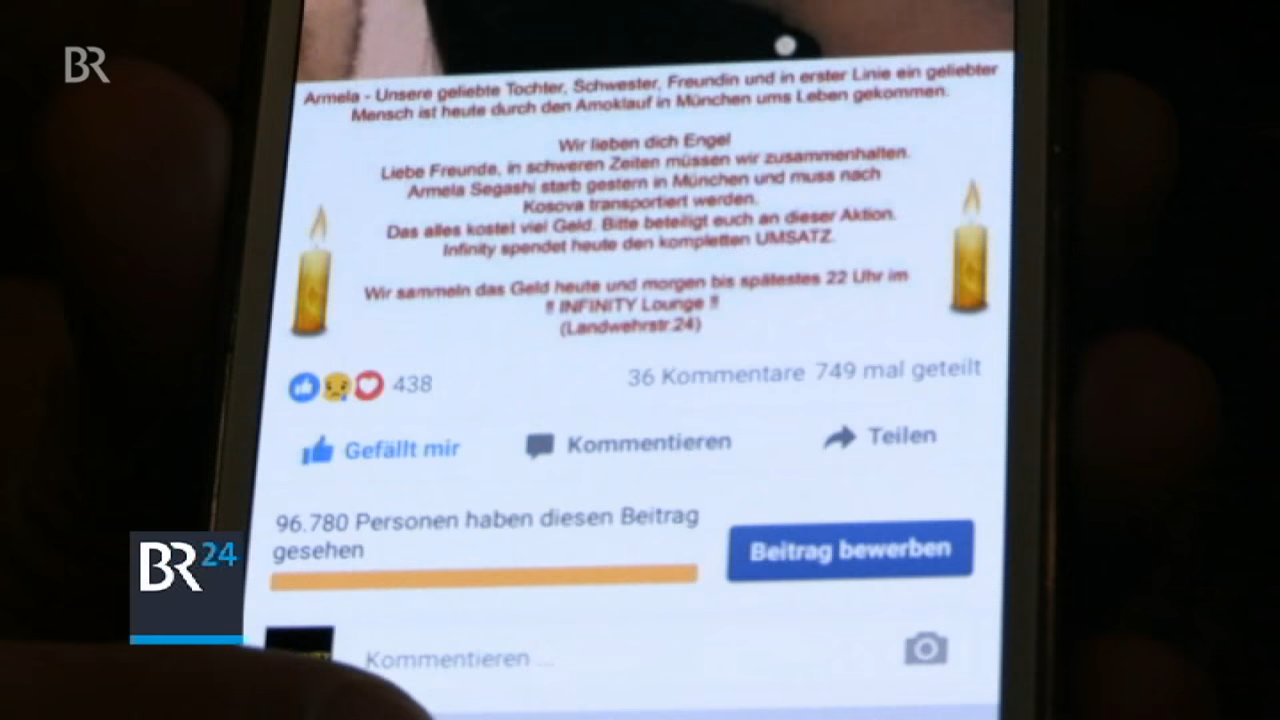 BR
Armela - Unsere geliebte Tochter, Schwester, Freundin und in erster Linie ein geliebter
Mensch ist heute durch den Amoklauf in München ums Leben gekommen.
Wir lieben dich Engel
Liebe Freunde, in schweren Zeiten müssen wir zusammenhalten.
Armela Segashi starb gestern in München und muss nach
Kosova transportiert werden.
Das alles kostet viel Geld. Bitte beteiligt euch an dieser Aktion.
Infinity spendet heute den kompletten UMSATZ.
Wir sammeln das Geld heute und morgen bis spätestes 22 Uhr im
!! INFINITY Lounge !!
(Landwehrstr.24)
438
36 Kommentare 749 mal geteilt
Gefällt mir
Kommentieren
Teilen
96.780 Personen haben diesen Beitrag
gesehen
Beitrag bewerben
BR24
Kommentieren ...